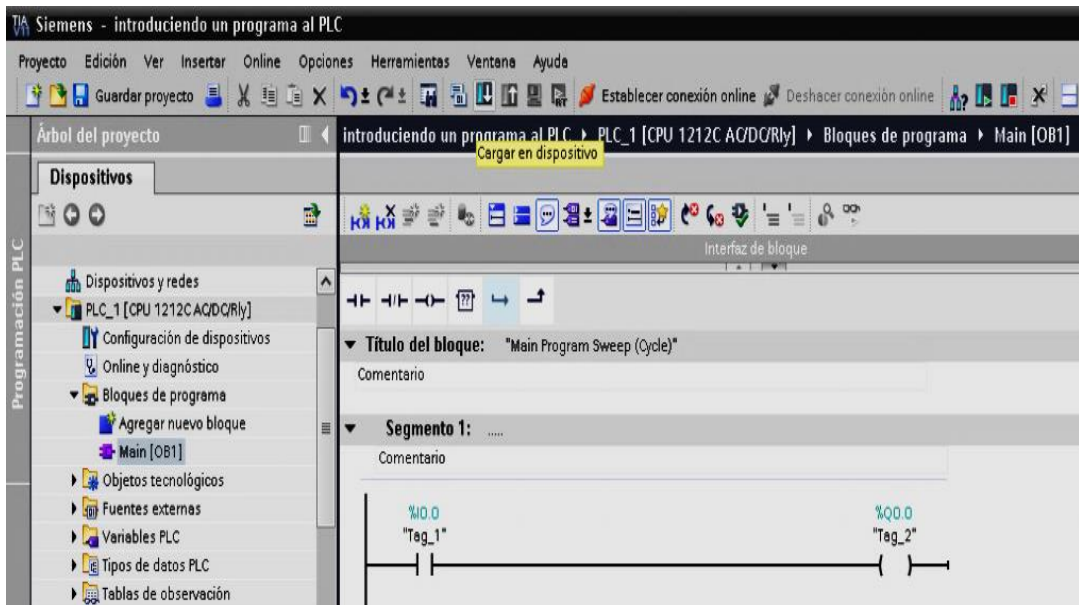 TIA Siemens - introduciendo un programa al PLC
Proyecto Edición Ver Insertar Online Opciones Herramientas Ventana Ayuda
Guardar proyecto Establecer conexión online Deshacer conexión online
Árbol del proyecto
introduciendo un programa al PLC PLC_1 [CPU 1212C AC/DC/Rly] Bloques de programa Main [OB1]
Cargar en dispositivo
Dispositivos
Interfaz de bloque
Programación PLC
Dispositivos y redes
PLC_1 [CPU 1212C AC/DC/Rly]
Configuración de dispositivos
Online y diagnóstico
Bloques de programa
Agregar nuevo bloque
Main [OB1]
Objetos tecnológicos
Fuentes externas
Variables PLC
Tipos de datos PLC
Tablas de observación
??
Título del bloque: "Main Program Sweep (Cycle)"
Comentario
Segmento 1: .....
Comentario
%I0.0 %Q0.0
"Tag_1" "Tag_2"